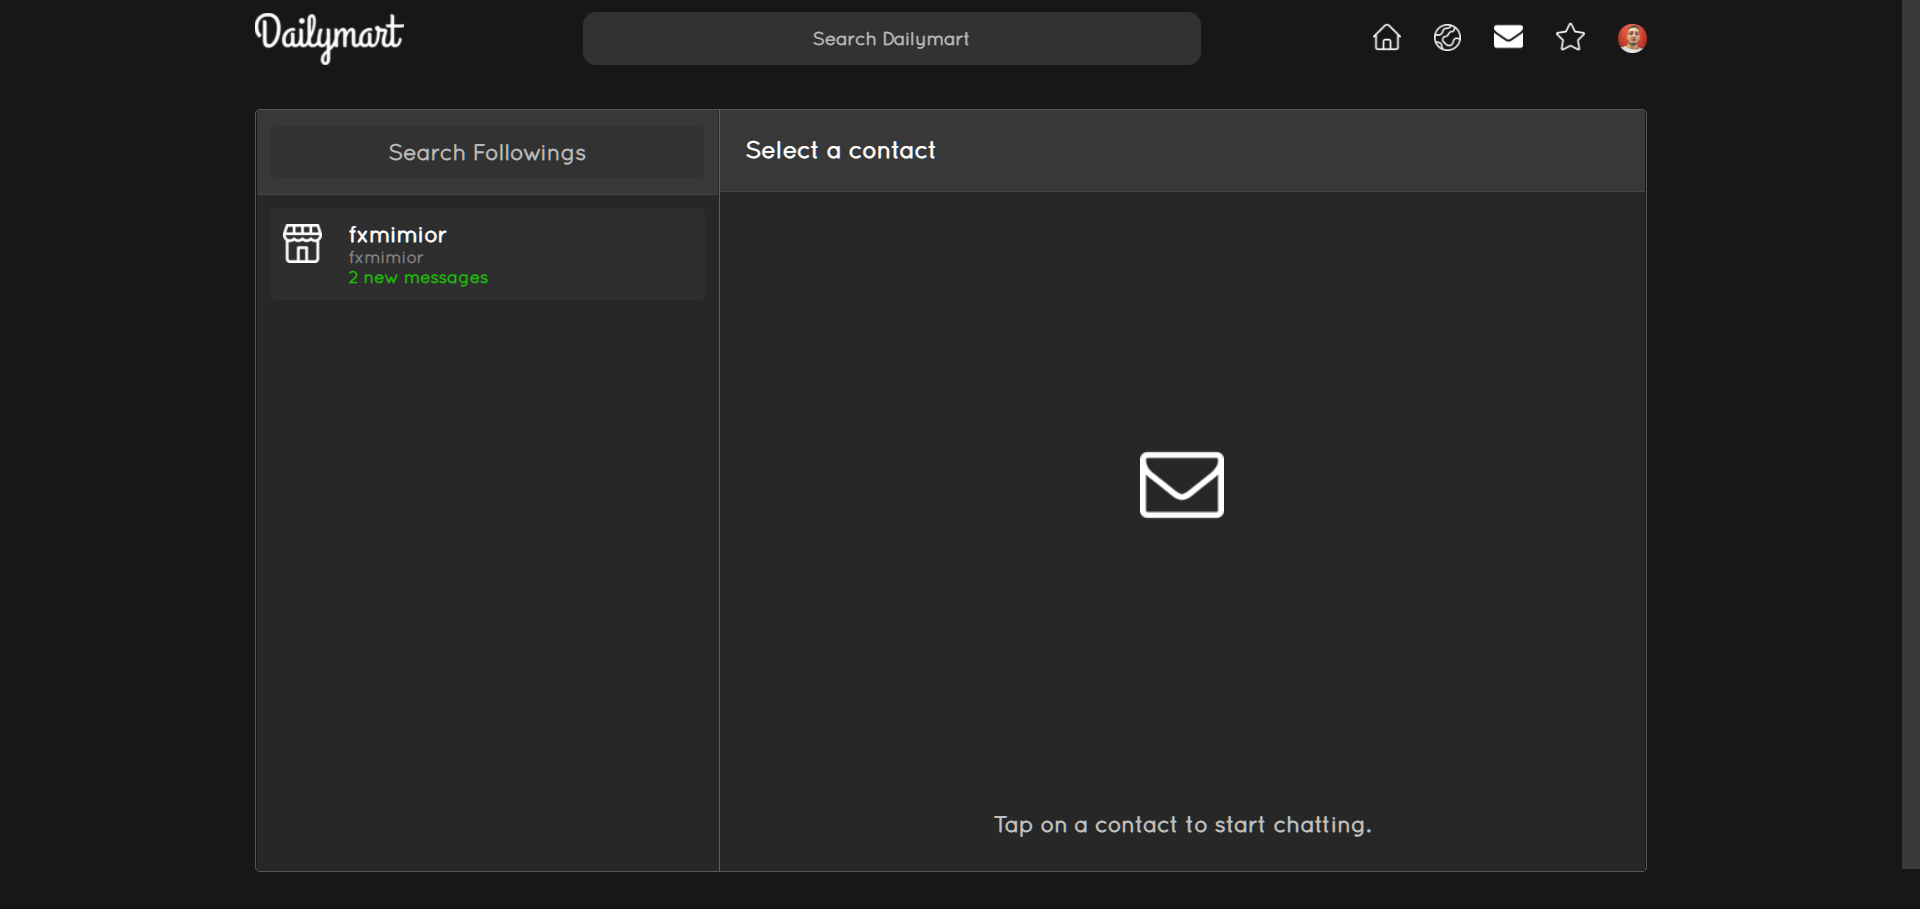 Dailymart
Search Dailymart
Search Followings
Select a contact
fxmimior
fxmimior
2 new messages
Tap on a contact to start chatting.